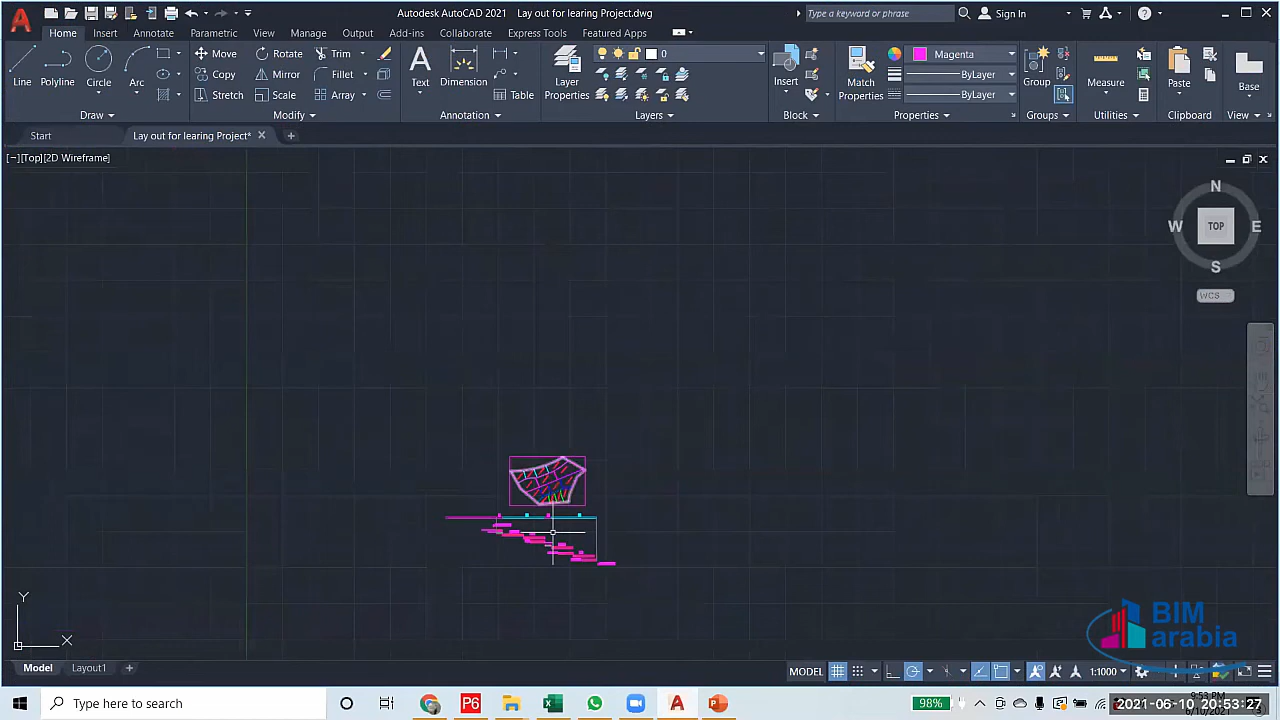 Autodesk AutoCAD 2021 Lay out for learing Project.dwg
Type a keyword or phrase
Sign In
Home Insert Annotate Parametric View Manage Output Add-ins Collaborate Express Tools Featured Apps
Line Polyline Circle Arc
Move Rotate Trim
Copy Mirror Fillet
Stretch Scale Array
Text Dimension
Table
Layer Properties
0
Insert
Match Properties
Magenta
ByLayer
ByLayer
Group
Measure
Paste
Base
Draw Modify Annotation Layers Block Properties Groups Utilities Clipboard View
Start Lay out for learing Project*
[−][Top][2D Wireframe]
N
W TOP E
S
WCS
Y
X
BIM
arabia
Model Layout1
MODEL 1:1000
Type here to search
98%
9:53 PM
2021-06-10 20:53:27